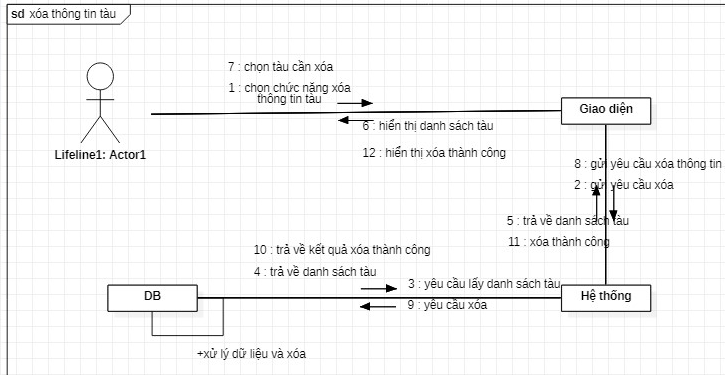 sd xóa thông tin tàu
7 : chọn tàu cần xóa
1 : chọn chức năng xóa
thông tin tàu
Giao diện
6 : hiển thị danh sách tàu
Lifeline1: Actor1
12 : hiển thị xóa thành công
8 : gử yêu cầu xóa thông tin
2 : gử yêu cầu xóa
5 : trả về danh sách tàu
11 : xóa thành công
10 : trả về kết quả xóa thành công
4 : trả về danh sách tàu
3 : yêu cầu lấy danh sách tàu
DB
Hệ thống
9 : yêu cầu xóa
+xử lý dữ liệu và xóa